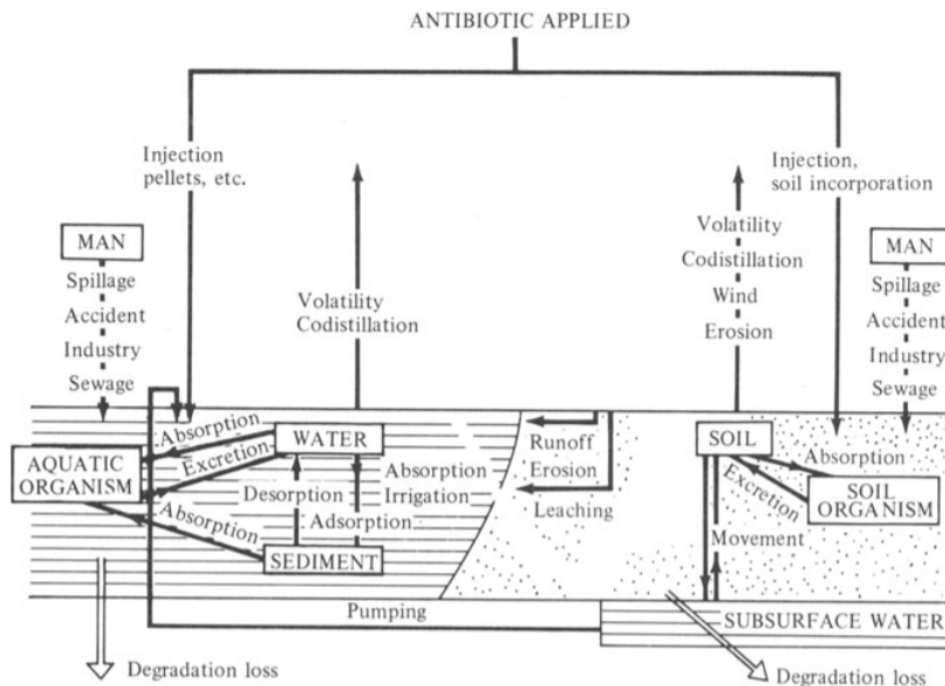 ANTIBIOTIC APPLIED
Injection
pellets, etc.
Injection,
soil incorporation
MAN
Spillage
Accident
Industry
Sewage
Volatility
Codistillation
Volatility
Codistillation
Wind
Erosion
MAN
Spillage
Accident
Industry
Sewage
AQUATIC
ORGANISM
Absorption
Excretion
Absorption
WATER
Desorption
Adsorption
SEDIMENT
Absorption
Irrigation
Runoff
Erosion
Leaching
SOIL
Absorption
Excretion
SOIL
ORGANISM
Movement
Pumping
SUBSURFACE WATER
Degradation loss
Degradation loss